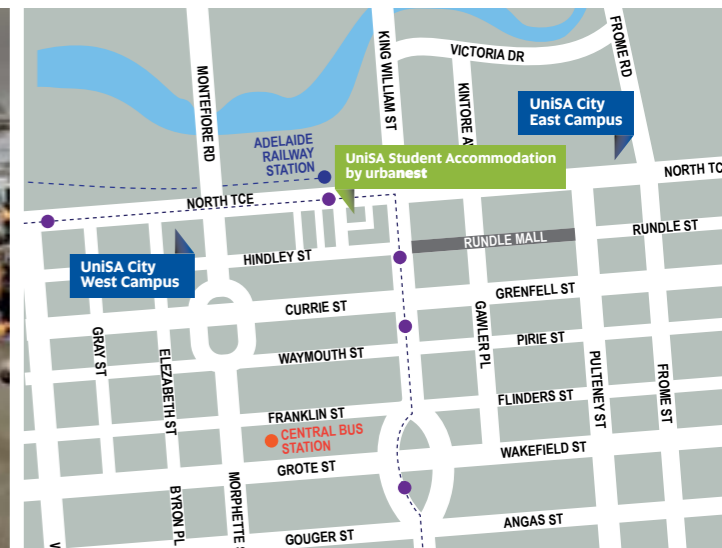 MONTEFIORE RD
KING WILLIAM ST
VICTORIA DR
FROME RD
KINTORE AV
UniSA City
East Campus
ADELAIDE
RAILWAY
STATION
UniSA Student Accommodation
by urbanest
NORTH TCE
NORTH TC
RUNDLE ST
RUNDLE MALL
HINDLEY ST
UniSA City
West Campus
GRENFELL ST
CURRIE ST
GRAY ST
ELEZABETH ST
GAWLER PL
PIRIE ST
WAYMOUTH ST
PULTENEY ST
FROME ST
FLINDERS ST
FRANKLIN ST
CENTRAL BUS
STATION
WAKEFIELD ST
GROTE ST
BYRON PL
MORPHETTE S
ANGAS ST
GOUGER ST